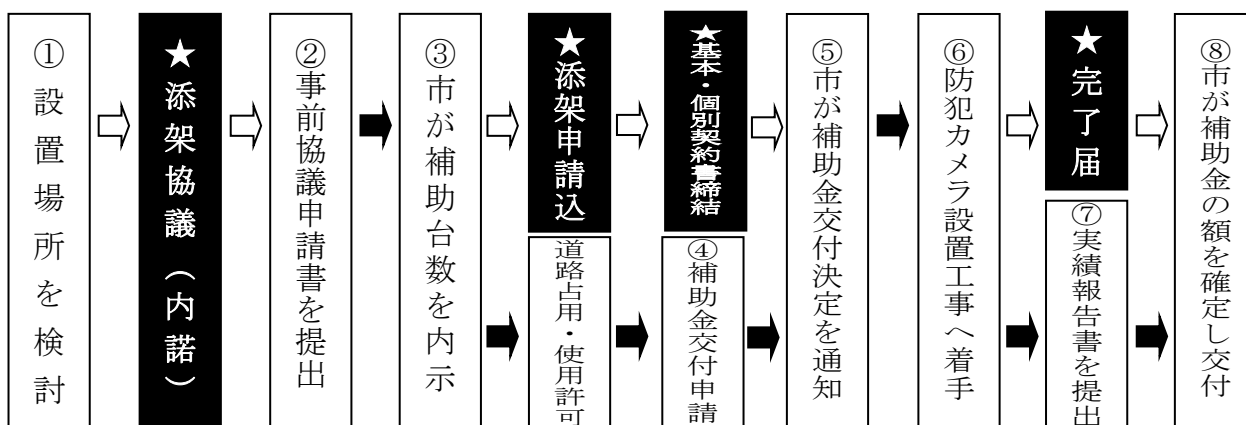 ①設置場所を検討
★添架協議（内諾）
②事前協議申請書を提出
③市が補助台数を内示
★添架申請込
道路占用・使用許可
★基本・個別契約書締結
④補助金交付申請
⑤市が補助金交付決定を通知
⑥防犯カメラ設置工事へ着手
★完了届
⑦実績報告書を提出
⑧市が補助金の額を確定し交付